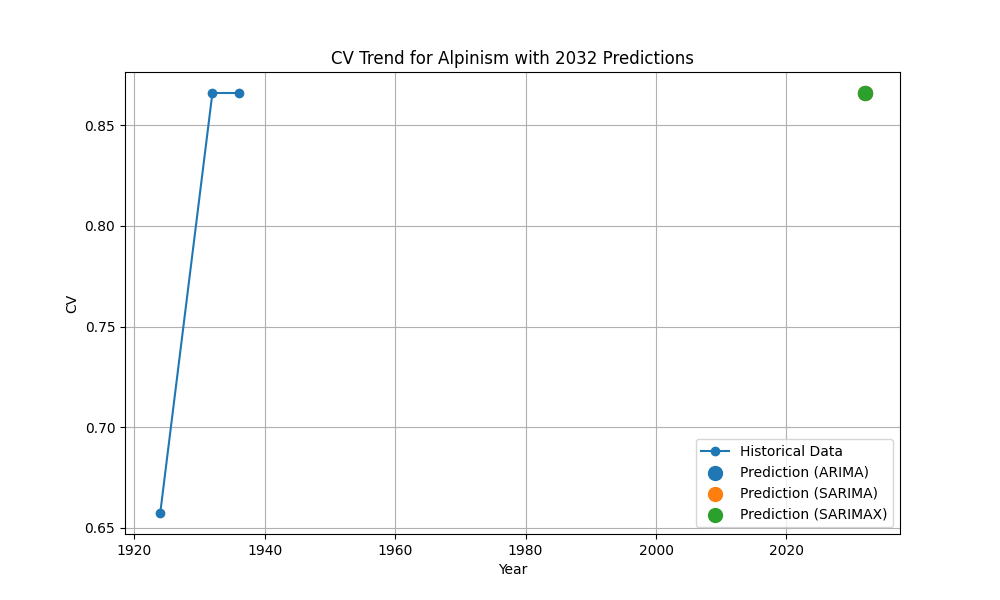 CV Trend for Alpinism with 2032 Predictions
0.85
0.80
0.75
0.70
0.65
CV
1920 1940 1960 1980 2000 2020
Year
Historical Data
Prediction (ARIMA)
Prediction (SARIMA)
Prediction (SARIMAX)